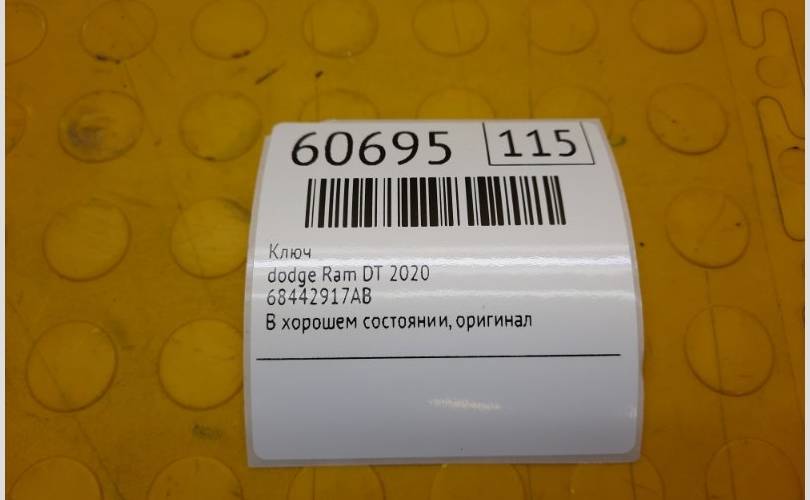 60695 115
Ключ
dodge Ram DT 2020
68442917AB
В хорошем состоянии, оригинал